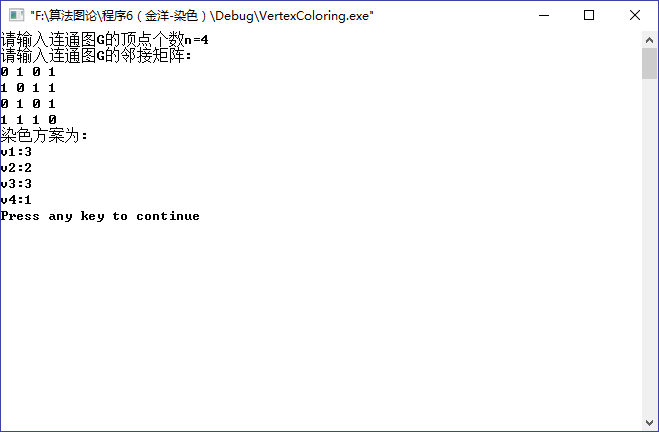 "F:\算法图论\程序6（金洋-染色）\Debug\VertexColoring.exe"
请输入连通图G的顶点个数n=4
请输入连通图G的邻接矩阵：
0 1 0 1
1 0 1 1
0 1 0 1
1 1 1 0
染色方案为：
v1:3
v2:2
v3:3
v4:1
Press any key to continue